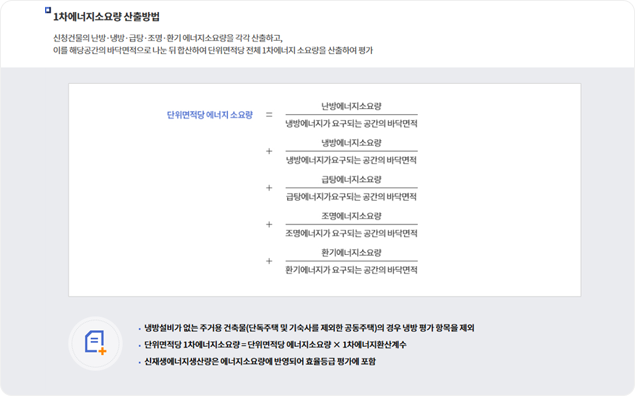 1차에너지소요량 산출방법
신청건물의 난방·냉방·급탕·조명·환기 에너지소요량을 각각 산출하고,
이를 해당공간의 바닥면적으로 나눈 뒤 합산하여 단위면적당 전체 1차에너지 소요량을 산출하여 평가
단위면적당 에너지 소요량
=
난방에너지소요량
냉방에너지가 요구되는 공간의 바닥면적
+
냉방에너지소요량
냉방에너지가요구되는 공간의 바닥면적
+
급탕에너지소요량
급탕에너지가요구되는 공간의 바닥면적
+
조명에너지소요량
조명에너지가 요구되는 공간의 바닥면적
+
환기에너지소요량
환기에너지가 요구되는 공간의 바닥면적
· 냉방설비가 없는 주거용 건축물(단독주택 및 기숙사를 제외한 공동주택)의 경우 냉방 평가 항목을 제외
· 단위면적당 1차에너지소요량 = 단위면적당 에너지소요량 × 1차에너지환산계수
· 신재생에너지생산량은 에너지소요량에 반영되어 효율등급 평가에 포함